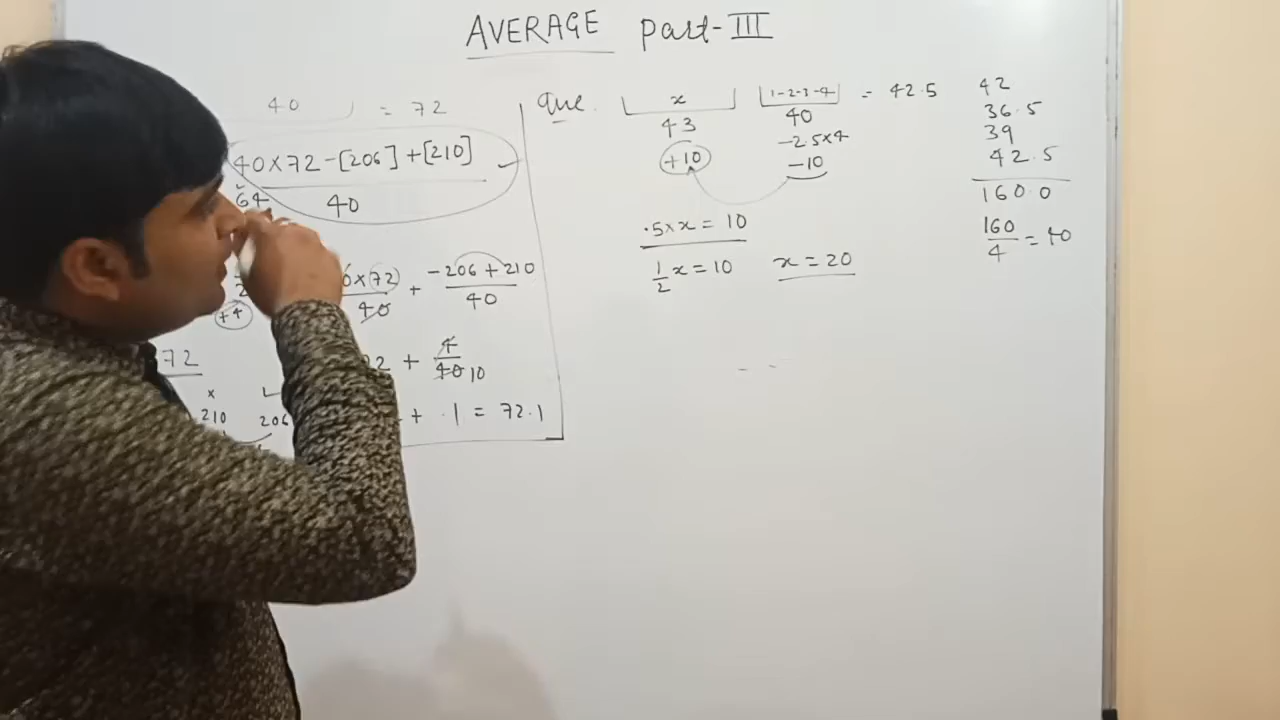 AVERAGE part-III
40 = 72
40×72-[206]+[210]
40
64
×72)
40
+
-206+210
40
+4
72
2 + 4
40 10
×
210
206
+ .1 = 72.1
Que. x 1-2-3-4 = 42.5
43 40
-2.5×4
+10 -10
.5×x = 10
1/2 x = 10 x = 20
42
36.5
39
42.5
160.0
160/4 = 40